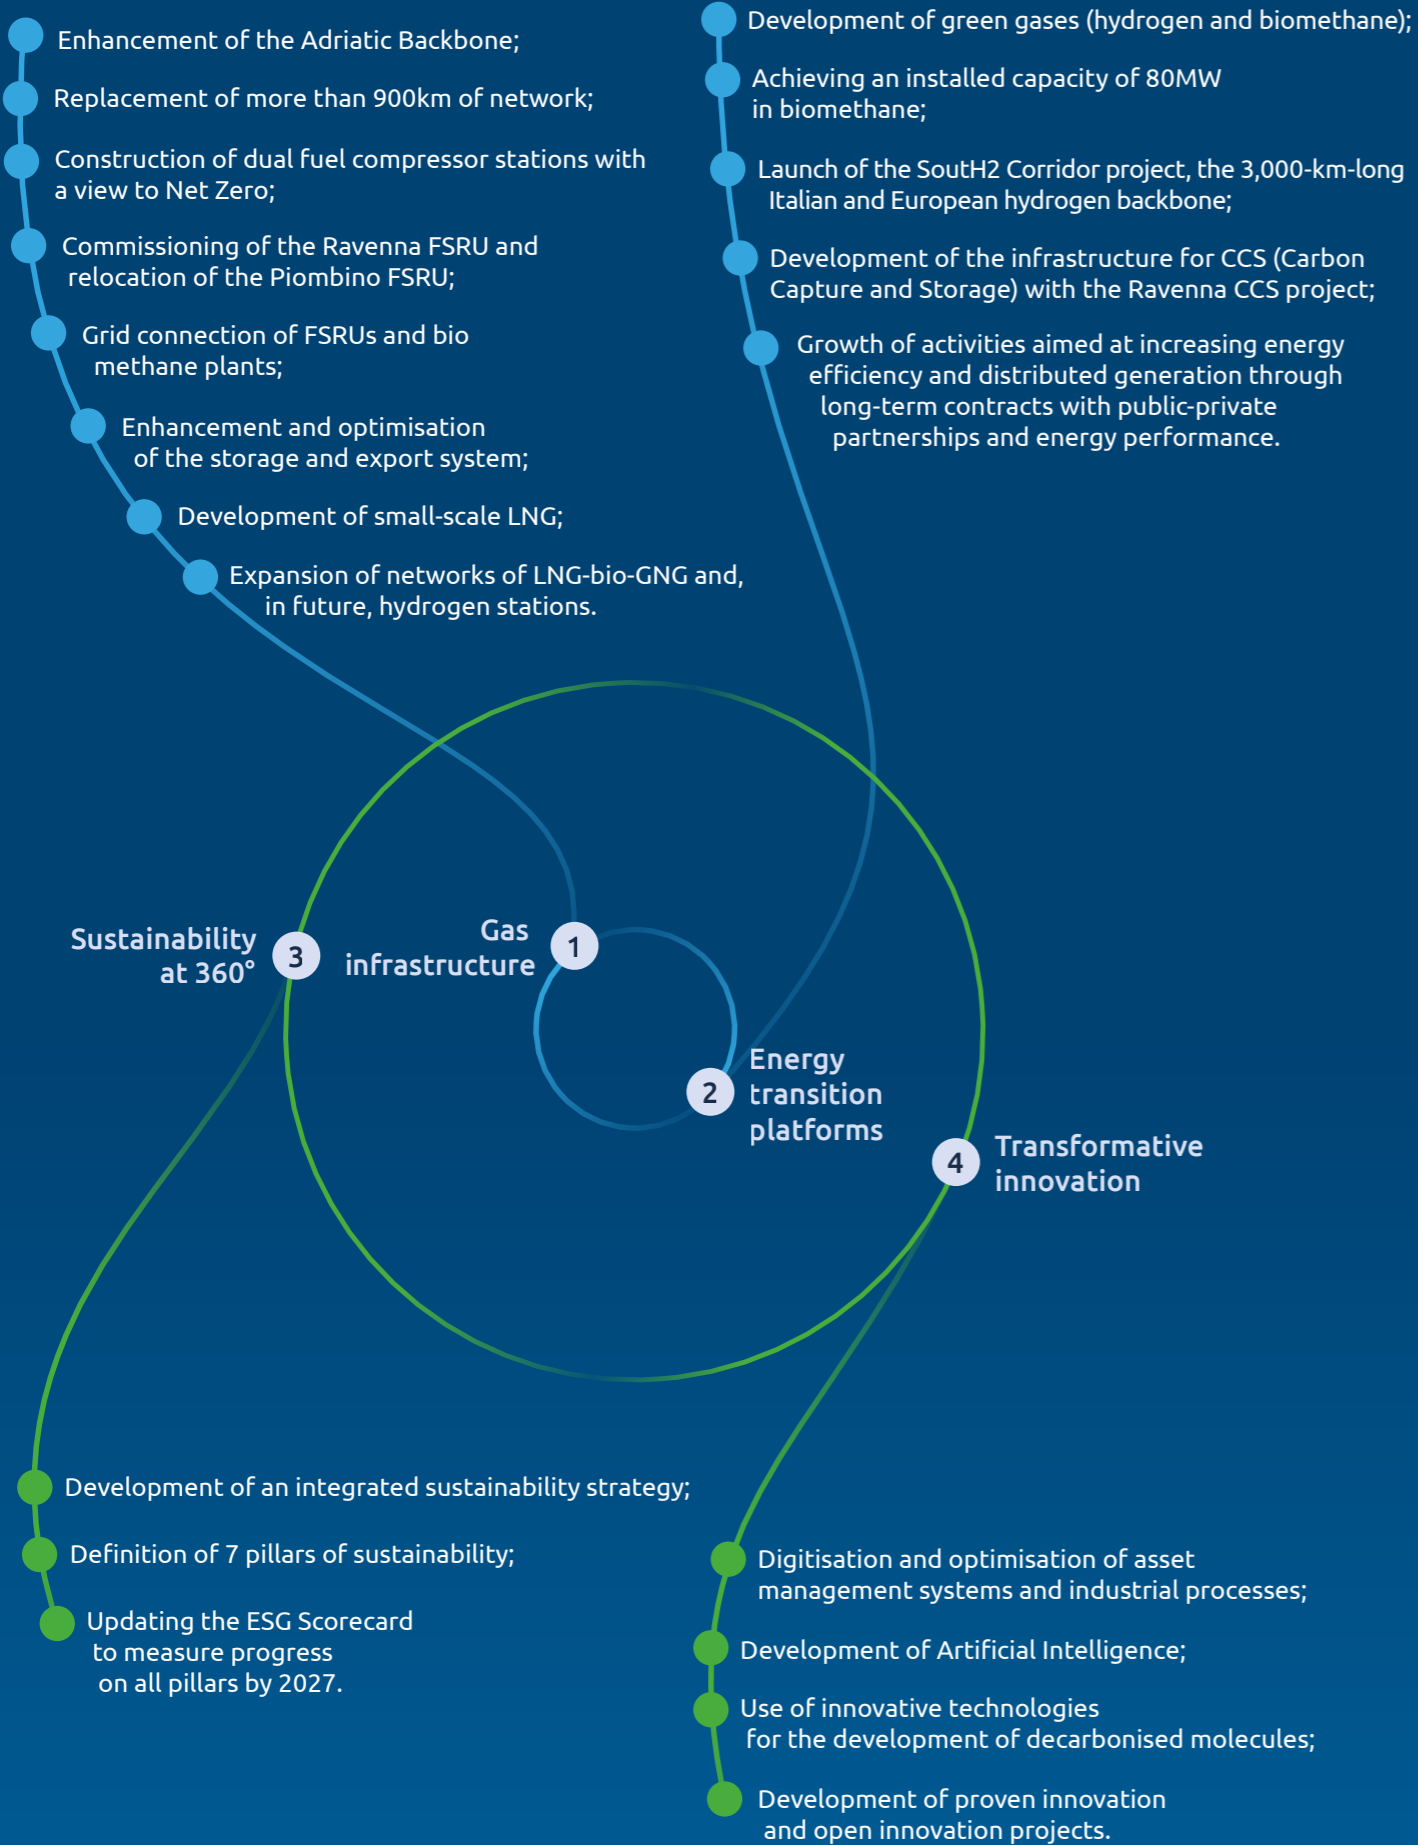 Enhancement of the Adriatic Backbone;
Replacement of more than 900km of network;
Construction of dual fuel compressor stations with
a view to Net Zero;
Commissioning of the Ravenna FSRU and
relocation of the Piombino FSRU;
Grid connection of FSRUs and bio
methane plants;
Enhancement and optimisation
of the storage and export system;
Development of small-scale LNG;
Expansion of networks of LNG-bio-GNG and,
in future, hydrogen stations.
Development of green gases (hydrogen and biomethane);
Achieving an installed capacity of 80MW
in biomethane;
Launch of the SoutH2 Corridor project, the 3,000-km-long
Italian and European hydrogen backbone;
Development of the infrastructure for CCS (Carbon
Capture and Storage) with the Ravenna CCS project;
Growth of activities aimed at increasing energy
efficiency and distributed generation through
long-term contracts with public-private
partnerships and energy performance.
Gas
infrastructure
1
2
Energy
transition
platforms
Sustainability
at 360°
3
4
Transformative
innovation
Development of an integrated sustainability strategy;
Definition of 7 pillars of sustainability;
Updating the ESG Scorecard
to measure progress
on all pillars by 2027.
Digitisation and optimisation of asset
management systems and industrial processes;
Development of Artificial Intelligence;
Use of innovative technologies
for the development of decarbonised molecules;
Development of proven innovation
and open innovation projects.